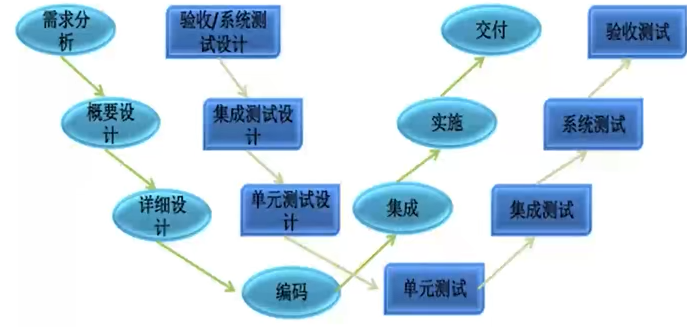 需求分
析
验收/系统测
试设计
交付
验收测试
概要设
计
集成测试设
计
实施
系统测试
详细设
计
单元测试设
计
集成
集成测试
编码
单元测试